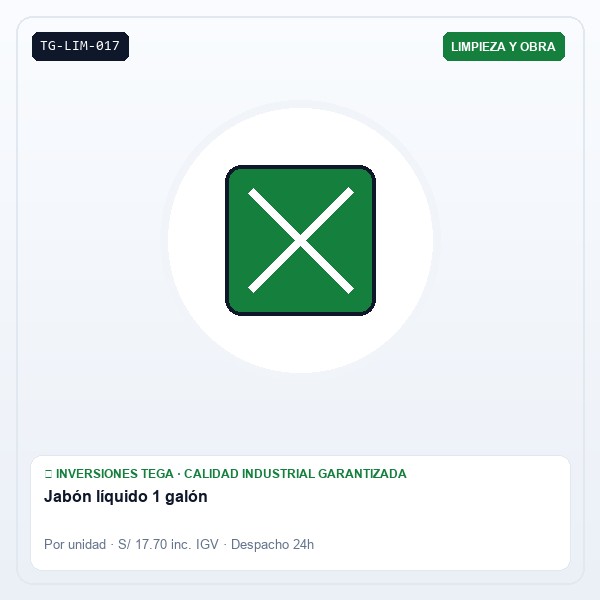 TG-LIM-017
LIMPIEZA Y OBRA
INVERSIONES TEGA · CALIDAD INDUSTRIAL GARANTIZADA
Jabón líquido 1 galón
Por unidad · S/ 17.70 inc. IGV · Despacho 24h